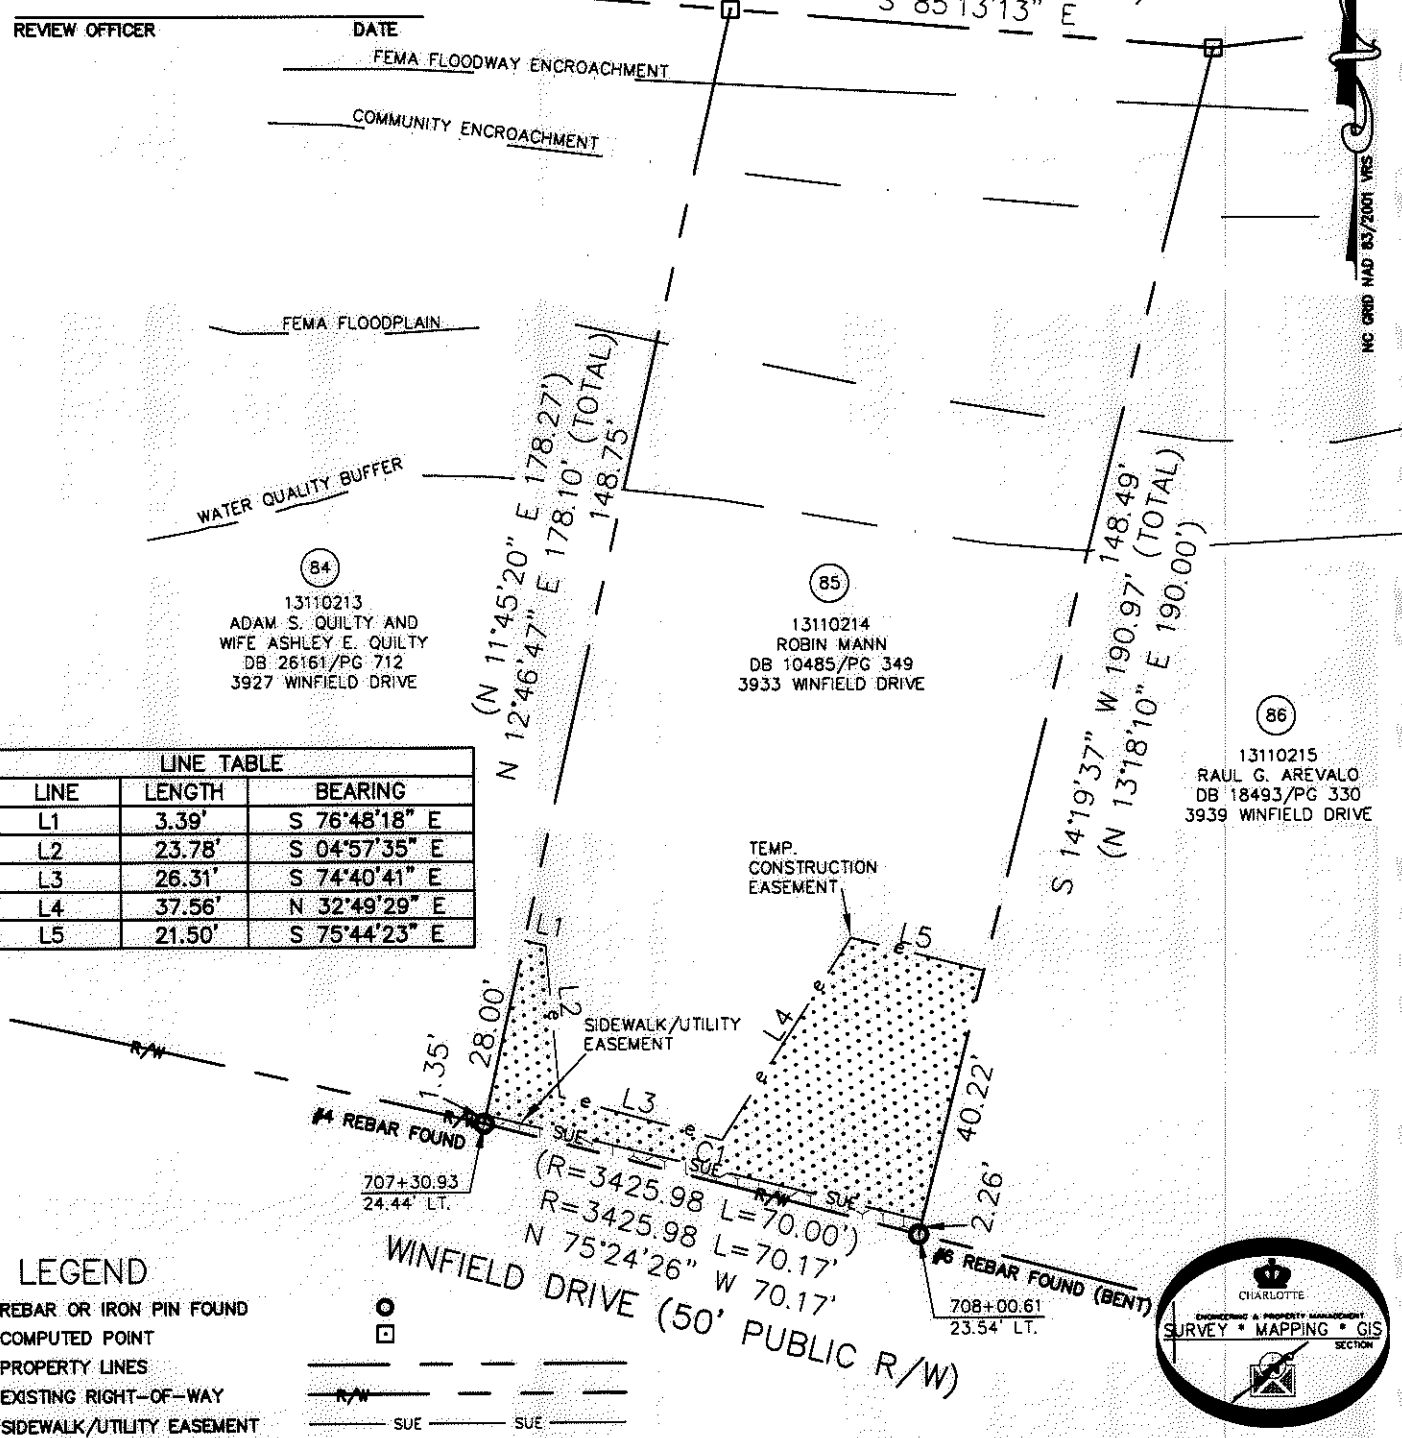 S 85°13'13" E
REVIEW OFFICER DATE
FEMA FLOODWAY ENCROACHMENT
COMMUNITY ENCROACHMENT
NC GRID NAD 83/2001 VRS
FEMA FLOODPLAIN
WATER QUALITY BUFFER
(N 11°45'20" E 178.27')
N 12°46'47" E 178.10' (TOTAL)
148.75'
148.49'
S 14°19'37" W 190.97' (TOTAL)
(N 13°18'10" E 190.00')
84
13110213
ADAM S. QUILTY AND
WIFE ASHLEY E. QUILTY
DB 26161/PG 712
3927 WINFIELD DRIVE
85
13110214
ROBIN MANN
DB 10485/PG 349
3933 WINFIELD DRIVE
86
13110215
RAUL G. AREVALO
DB 18493/PG 330
3939 WINFIELD DRIVE
LINE TABLE
LINE LENGTH BEARING
L1 3.39' S 76°48'18" E
L2 23.78' S 04°57'35" E
L3 26.31' S 74°40'41" E
L4 37.56' N 32°49'29" E
L5 21.50' S 75°44'23" E
TEMP.
CONSTRUCTION
EASEMENT
L1
L5
e
L2
e
L4
e
e
28.00'
1.35'
SIDEWALK/UTILITY
EASEMENT
R/W
R/W
#4 REBAR FOUND
e L3 e
C1
SUE
SUE
SUE
R/W
40.22'
2.26'
707+30.93
24.44' LT.
(R=3425.98 L=70.00')
R=3425.98 L=70.17'
N 75°24'26" W 70.17'
WINFIELD DRIVE (50' PUBLIC R/W)
#6 REBAR FOUND (BENT)
708+00.61
23.54' LT.
LEGEND
REBAR OR IRON PIN FOUND
COMPUTED POINT
PROPERTY LINES
EXISTING RIGHT-OF-WAY R/W
SIDEWALK/UTILITY EASEMENT SUE SUE
CHARLOTTE
ENGINEERING & PROPERTY MANAGEMENT
SURVEY * MAPPING * GIS
SECTION